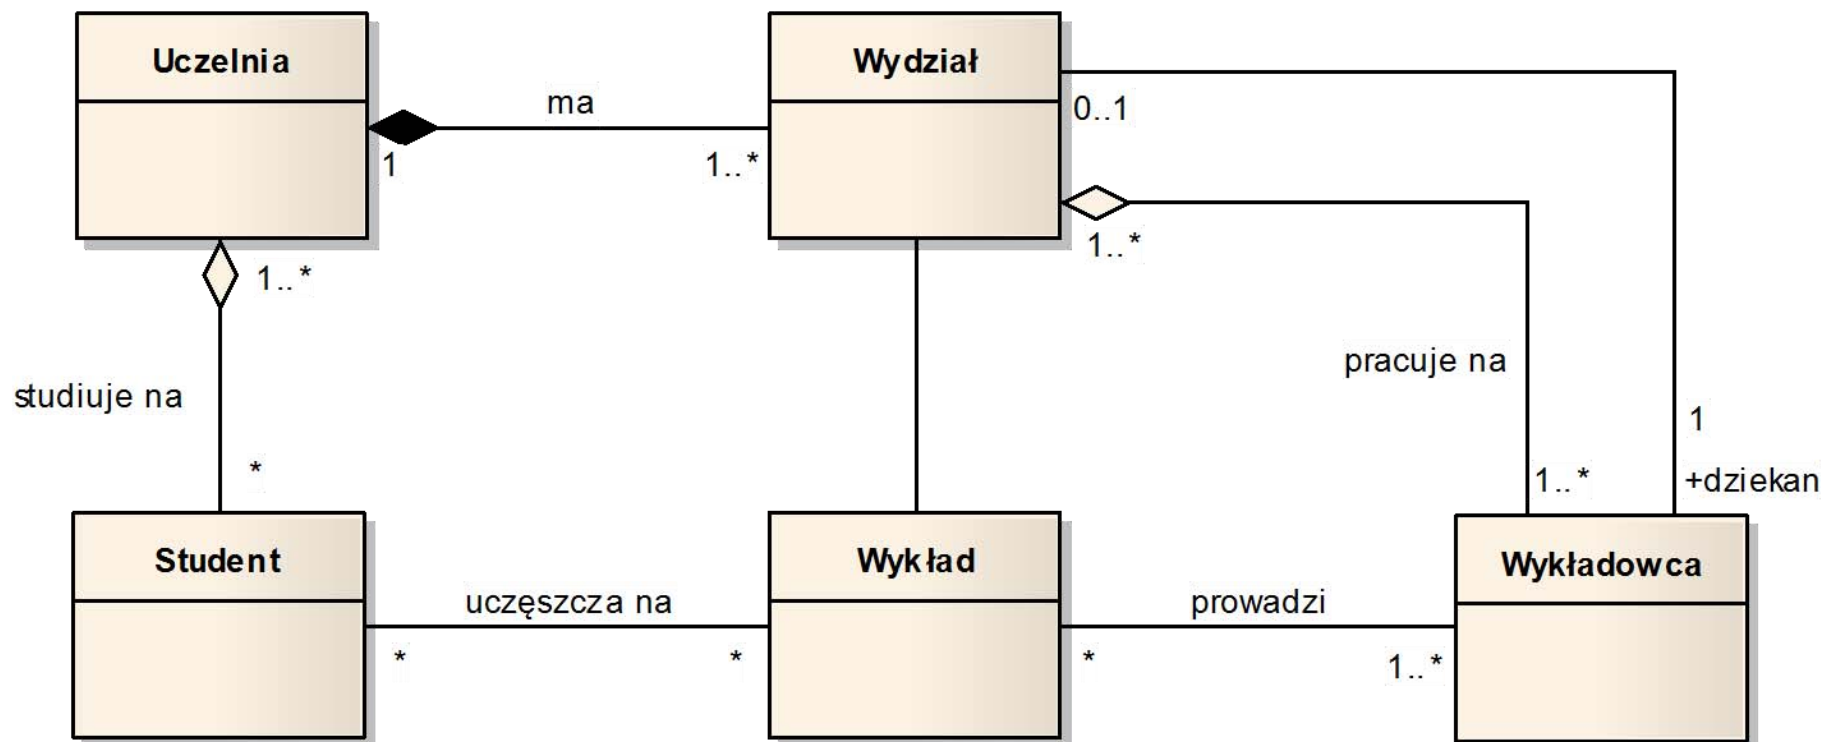 Uczelnia
Wydział
ma
1
1..*
0..1
1..*
1..*
studiuje na
pracuje na
*
1
1..*
+dziekan
Student
Wykład
Wykładowca
uczęszcza na
prowadzi
*
*
*
1..*